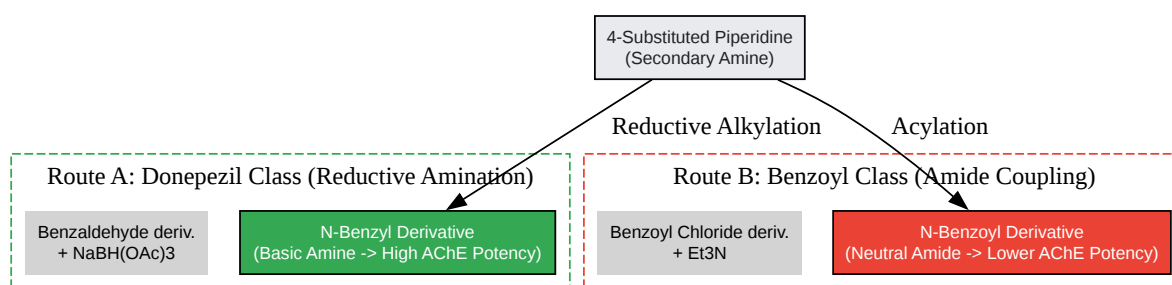 4-Substituted Piperidine
(Secondary Amine)
Reductive Alkylation
Acylation
Route A: Donepezil Class (Reductive Amination)
Benzaldehyde deriv.
+ NaBH(OAc)3
N-Benzyl Derivative
(Basic Amine -> High AChE Potency)
Route B: Benzoyl Class (Amide Coupling)
Benzoyl Chloride deriv.
+ Et3N
N-Benzoyl Derivative
(Neutral Amide -> Lower AChE Potency)